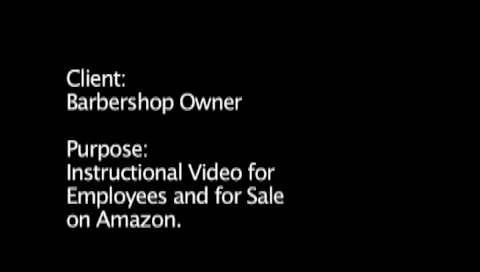 Client:
Barbershop Owner
Purpose:
Instructional Video for
Employees and for Sale
on Amazon.